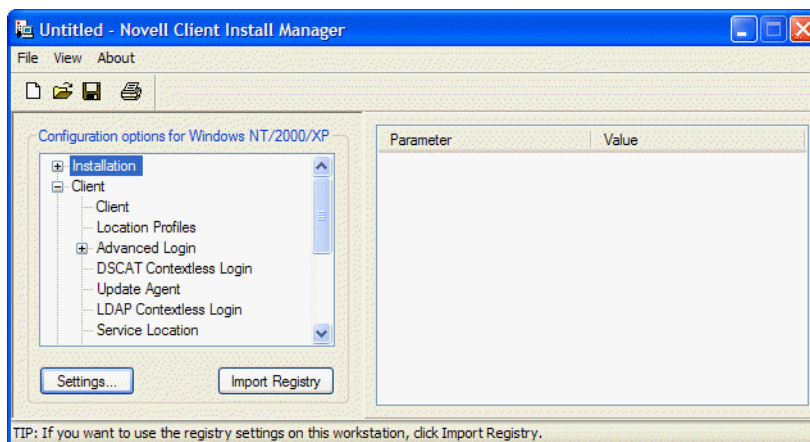 Untitled - Novell Client Install Manager
File View About
Configuration options for Windows NT/2000/XP
Parameter Value
Installation
Client
Client
Location Profiles
Advanced Login
DSCAT Contextless Login
Update Agent
LDAP Contextless Login
Service Location
Settings... Import Registry
TIP: If you want to use the registry settings on this workstation, click Import Registry.